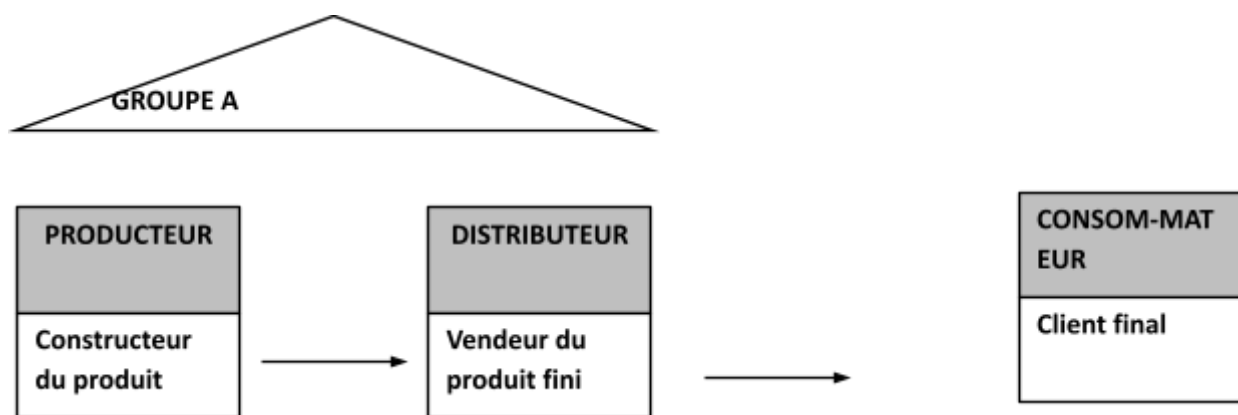 GROUPE A
PRODUCTEUR
Constructeur
du produit
DISTRIBUTEUR
Vendeur du
produit fini
CONSOM-MAT
EUR
Client final